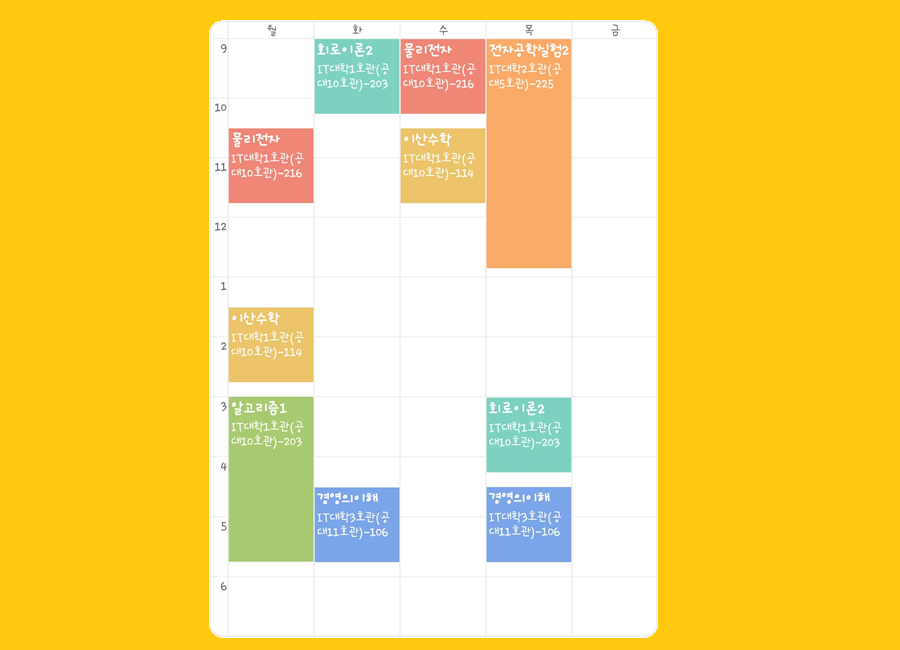 월 화 수 목 금
9
회로이론2
IT대학1호관(공
대10호관)-203
물리전자
IT대학1호관(공
대10호관)-216
전자공학실험2
IT대학2호관(공
대5호관)-225
10
물리전자
IT대학1호관(공
대10호관)-216
이산수학
IT대학1호관(공
대10호관)-114
11
12
1
이산수학
IT대학1호관(공
대10호관)-114
2
3
알고리즘1
IT대학1호관(공
대10호관)-203
회로이론2
IT대학1호관(공
대10호관)-203
4
경영의이해
IT대학3호관(공
대11호관)-106
경영의이해
IT대학3호관(공
대11호관)-106
5
6